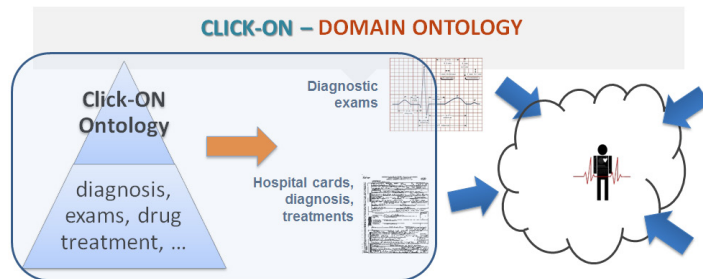 CLICK-ON – DOMAIN ONTOLOGY
Click-ON
Ontology
diagnosis,
exams, drug
treatment, ...
Diagnostic
exams
Hospital cards,
diagnosis,
treatments